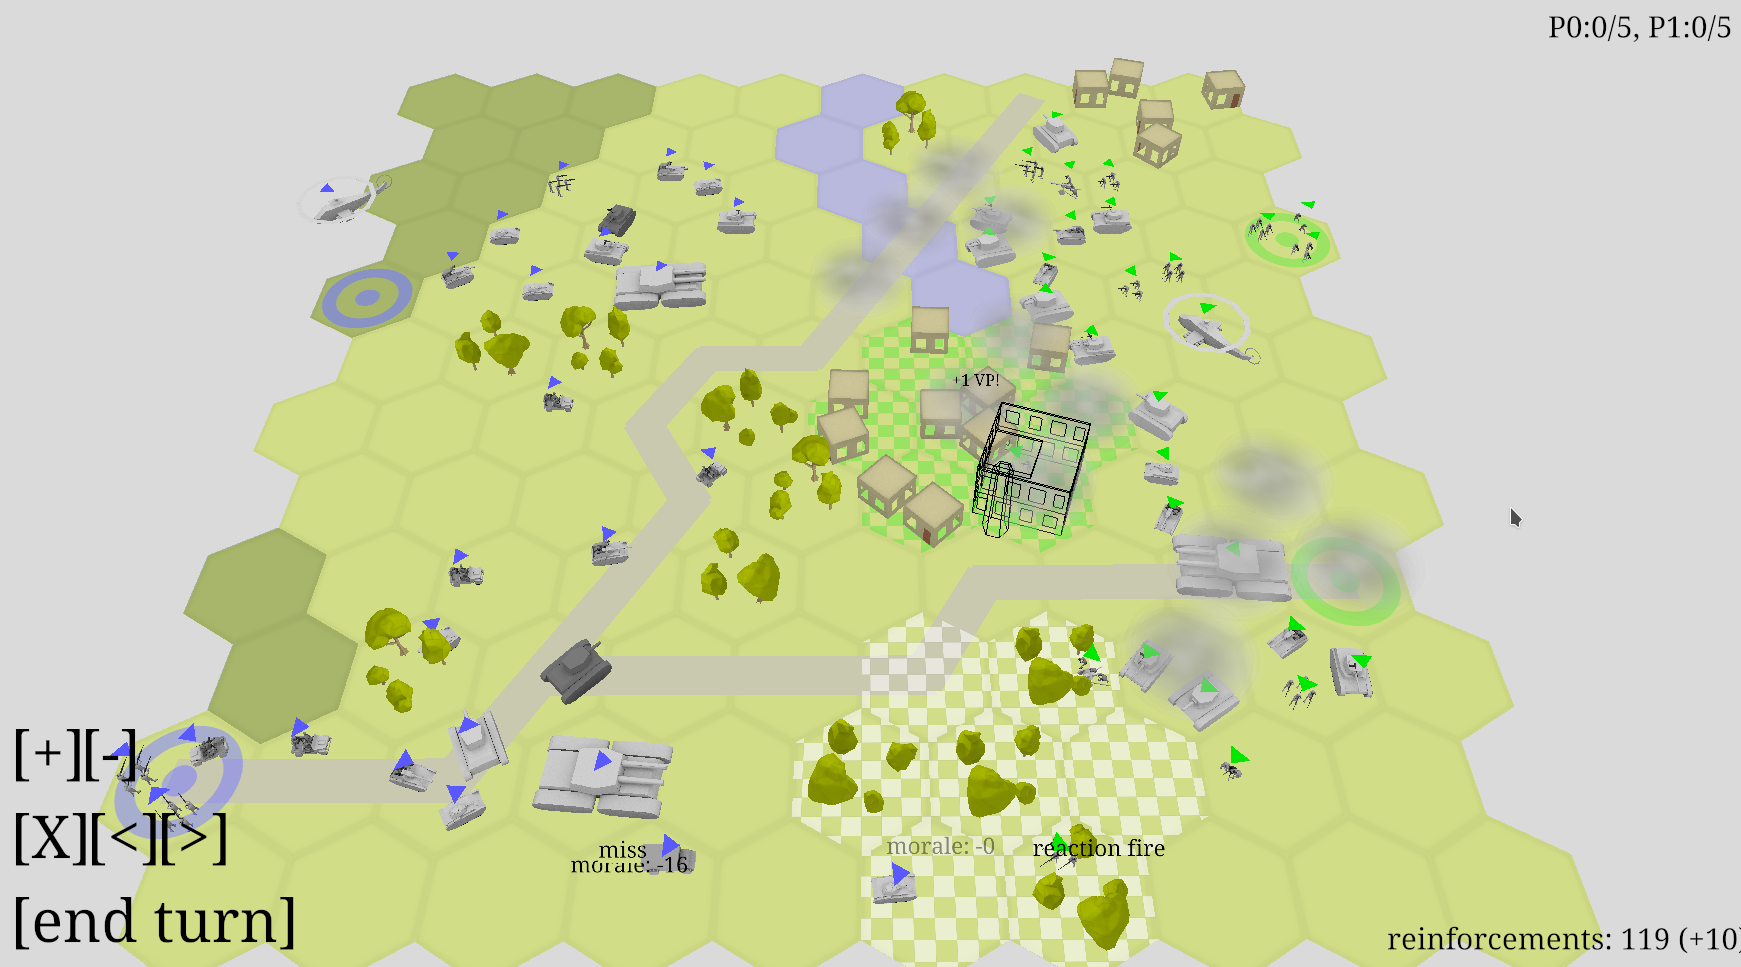 P0:0/5, P1:0/5
+1 VP!
[+][-]
[X][<][>]
miss
morale: -16
morale: -0
reaction fire
[end turn]
reinforcements: 119 (+10)